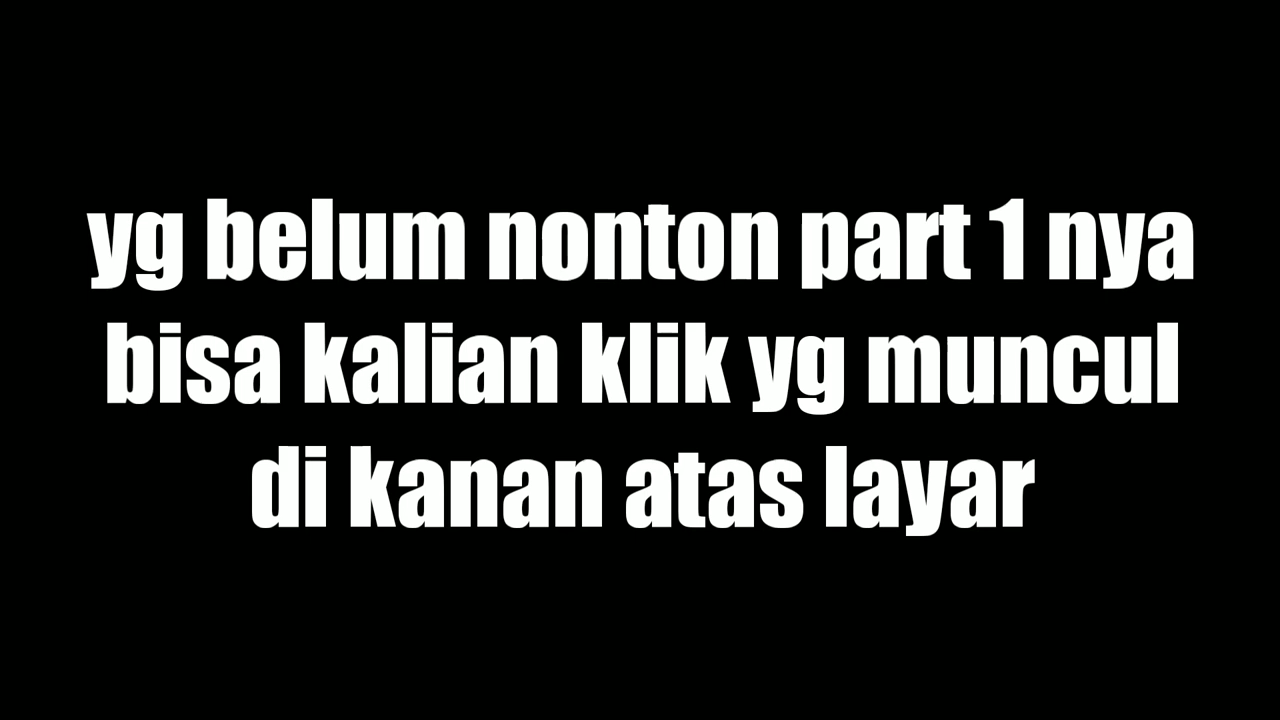 yg belum nonton part 1 nya
bisa kalian klik yg muncul
di kanan atas layar